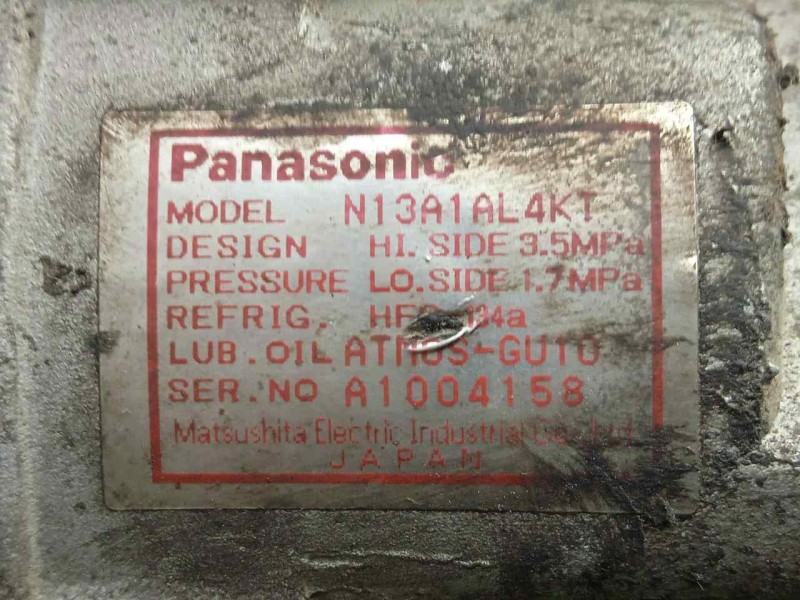 Panasonic
MODEL N13A1AL4KT
DESIGN HI. SIDE 3.5MPa
PRESSURE LO. SIDE 1.7MPa
REFRIG. 134a
LUB. OIL ATMOS-GU10
SER. NO A1004158
Matsushita Electric Industrial Co., Ltd.
JAPAN